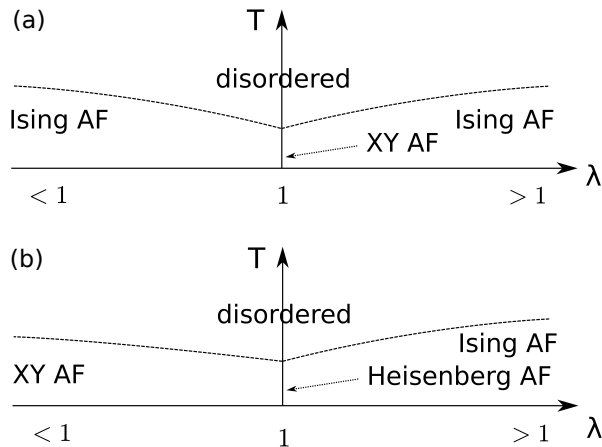 (a)
T
disordered
Ising AF
Ising AF
XY AF
λ
< 1
1
> 1
(b)
T
disordered
Ising AF
XY AF
Heisenberg AF
λ
< 1
1
> 1